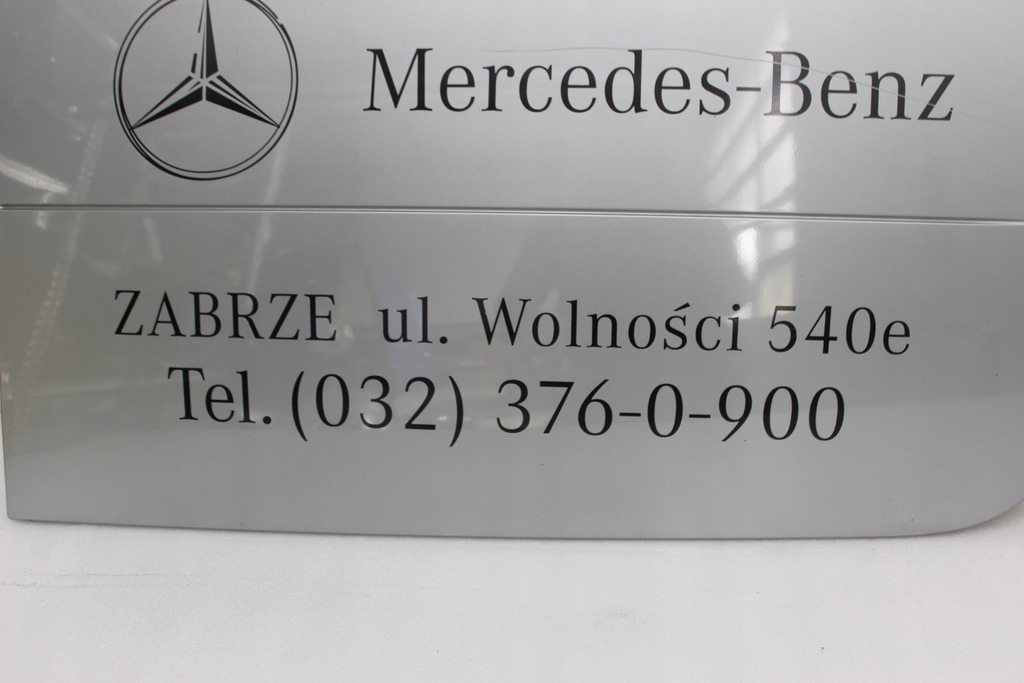 Mercedes-Benz
ZABRZE ul. Wolności 540e
Tel. (032) 376-0-900